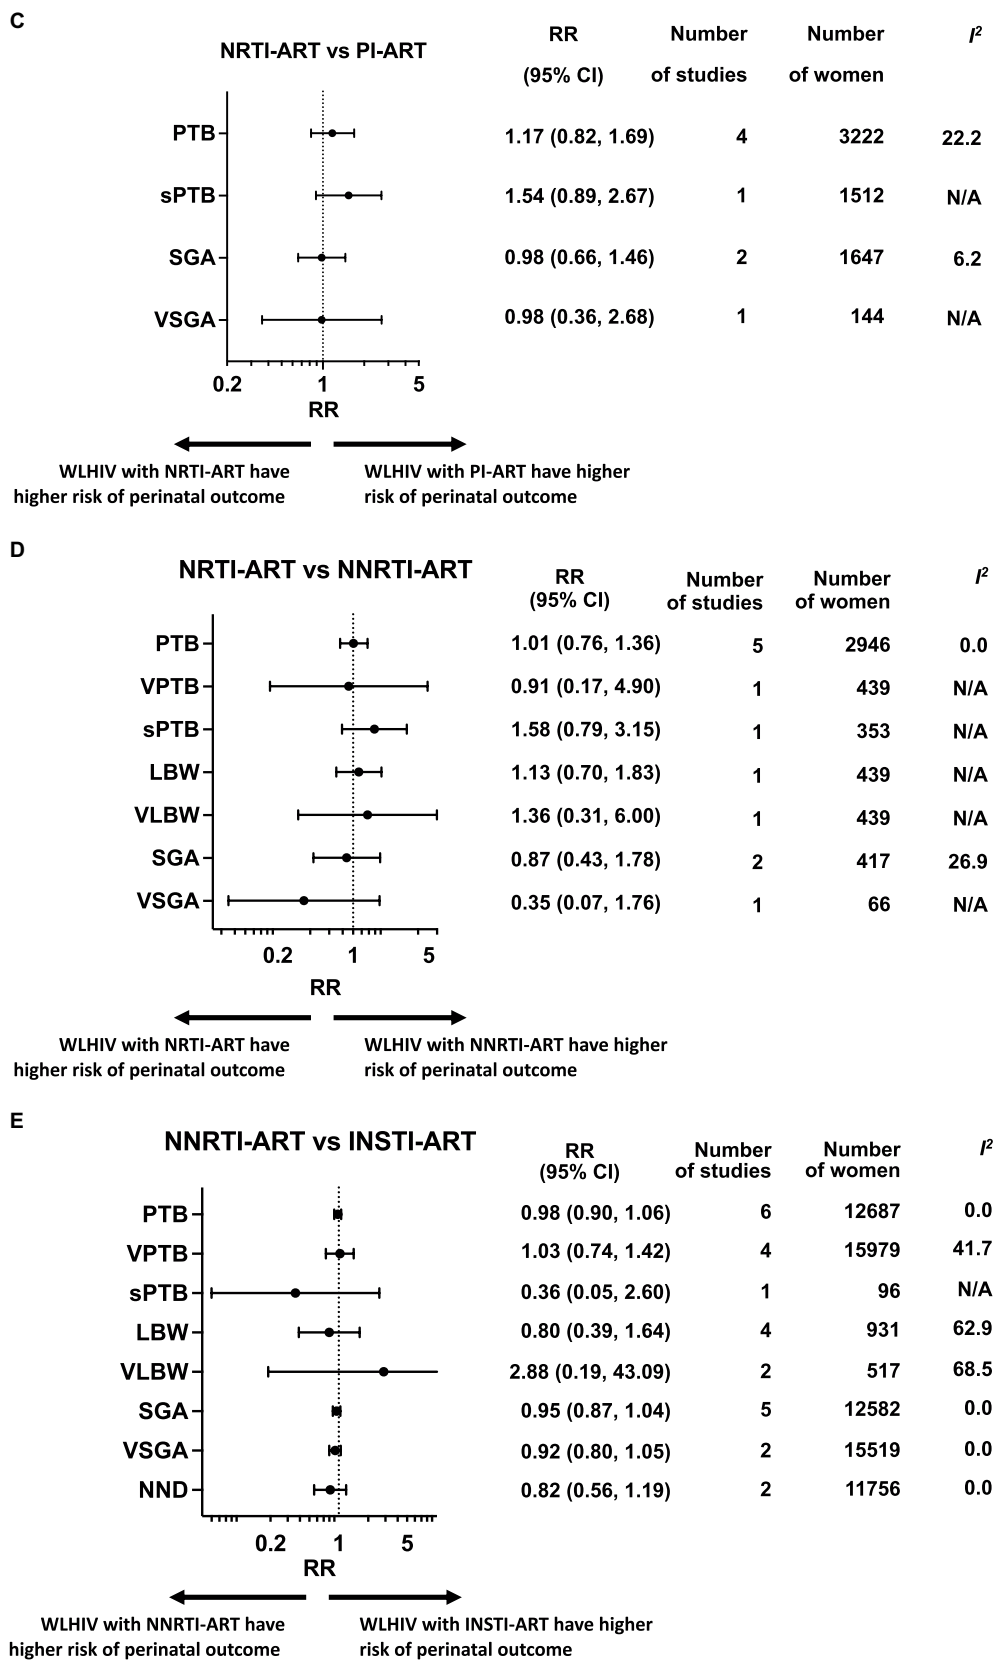 C
NRTI-ART vs PI-ART
RR Number Number I²
(95% CI) of studies of women
PTB 1.17 (0.82, 1.69) 4 3222 22.2
sPTB 1.54 (0.89, 2.67) 1 1512 N/A
SGA 0.98 (0.66, 1.46) 2 1647 6.2
VSGA 0.98 (0.36, 2.68) 1 144 N/A
0.2 1 5
RR
WLHIV with NRTI-ART have WLHIV with PI-ART have higher
higher risk of perinatal outcome risk of perinatal outcome
D
NRTI-ART vs NNRTI-ART
RR Number Number I²
(95% CI) of studies of women
PTB 1.01 (0.76, 1.36) 5 2946 0.0
VPTB 0.91 (0.17, 4.90) 1 439 N/A
sPTB 1.58 (0.79, 3.15) 1 353 N/A
LBW 1.13 (0.70, 1.83) 1 439 N/A
VLBW 1.36 (0.31, 6.00) 1 439 N/A
SGA 0.87 (0.43, 1.78) 2 417 26.9
VSGA 0.35 (0.07, 1.76) 1 66 N/A
0.2 1 5
RR
WLHIV with NRTI-ART have WLHIV with NNRTI-ART have higher
higher risk of perinatal outcome risk of perinatal outcome
E
NNRTI-ART vs INSTI-ART
RR Number Number I²
(95% CI) of studies of women
PTB 0.98 (0.90, 1.06) 6 12687 0.0
VPTB 1.03 (0.74, 1.42) 4 15979 41.7
sPTB 0.36 (0.05, 2.60) 1 96 N/A
LBW 0.80 (0.39, 1.64) 4 931 62.9
VLBW 2.88 (0.19, 43.09) 2 517 68.5
SGA 0.95 (0.87, 1.04) 5 12582 0.0
VSGA 0.92 (0.80, 1.05) 2 15519 0.0
NND 0.82 (0.56, 1.19) 2 11756 0.0
0.2 1 5
RR
WLHIV with NNRTI-ART have WLHIV with INSTI-ART have higher
higher risk of perinatal outcome risk of perinatal outcome